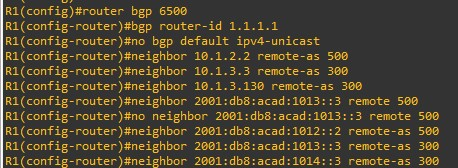 R1(config)#router bgp 6500
R1(config-router)#bgp router-id 1.1.1.1
R1(config-router)#no bgp default ipv4-unicast
R1(config-router)#neighbor 10.1.2.2 remote-as 500
R1(config-router)#neighbor 10.1.3.3 remote-as 300
R1(config-router)#neighbor 10.1.3.130 remote-as 300
R1(config-router)#neighbor 2001:db8:acad:1013::3 remote 500
R1(config-router)#no neighbor 2001:db8:acad:1013::3 remote 500
R1(config-router)#neighbor 2001:db8:acad:1012::2 remote-as 500
R1(config-router)#neighbor 2001:db8:acad:1013::3 remote-as 300
R1(config-router)#neighbor 2001:db8:acad:1014::3 remote-as 300